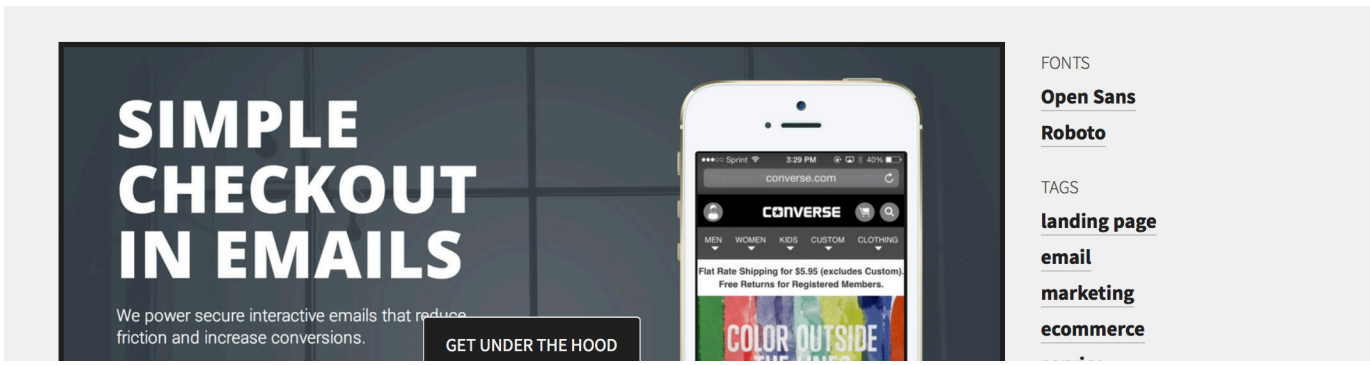 SIMPLE
CHECKOUT
IN EMAILS
We power secure interactive emails that reduce
friction and increase conversions.
GET UNDER THE HOOD
Sprint 3:29 PM 40%
converse.com
CONVERSE
MEN WOMEN KIDS CUSTOM CLOTHING
Flat Rate Shipping for $5.95 (excludes Custom).
Free Returns for Registered Members.
COLOR OUTSIDE
THE LINES
FONTS
Open Sans
Roboto
TAGS
landing page
email
marketing
ecommerce